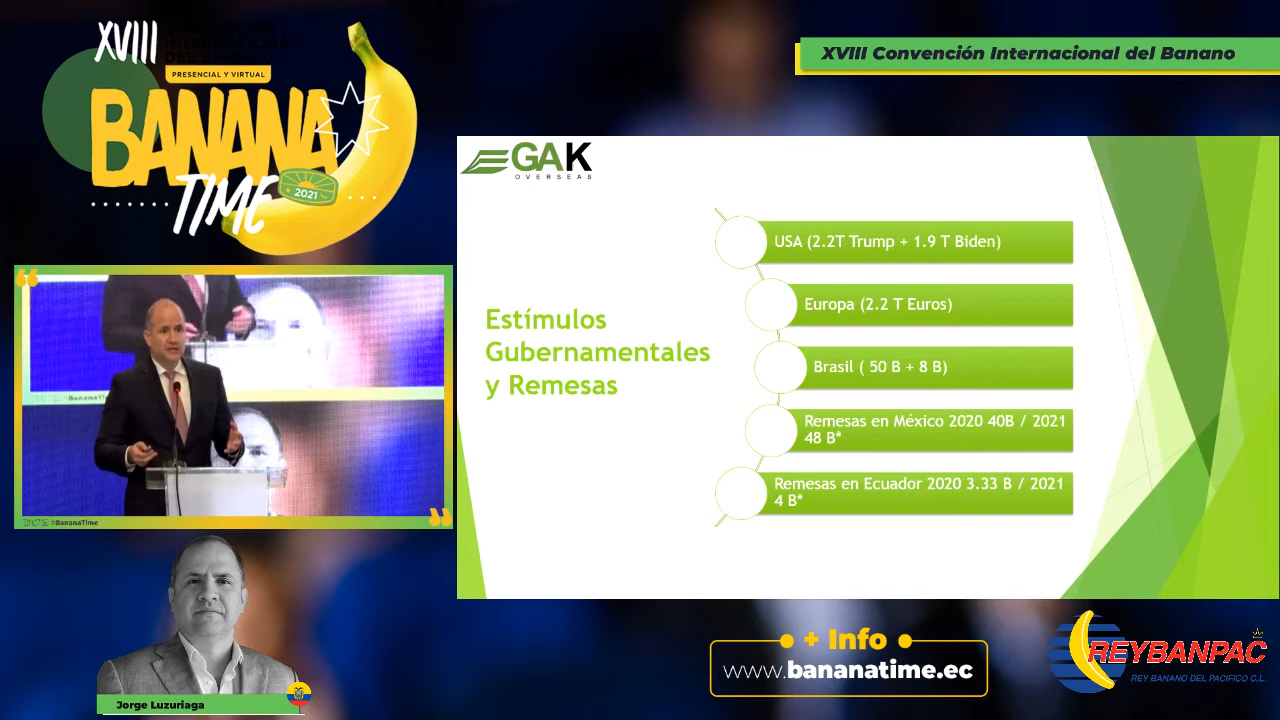 XVIII
PRESENCIAL Y VIRTUAL
BANANA
TIME
2021
XVIII Convención Internacional del Banano
GAK
OVERSEAS
Estímulos
Gubernamentales
y Remesas
USA (2.2T Trump + 1.9 T Biden)
Europa (2.2 T Euros)
Brasil ( 50 B + 8 B)
Remesas en México 2020 40B / 2021
48 B*
Remesas en Ecuador 2020 3.33 B / 2021
4 B*
#BananaTime
Jorge Luzuriaga
+ Info
www.bananatime.ec
REYBANPAC
REY BANANO DEL PACIFICO C.L.